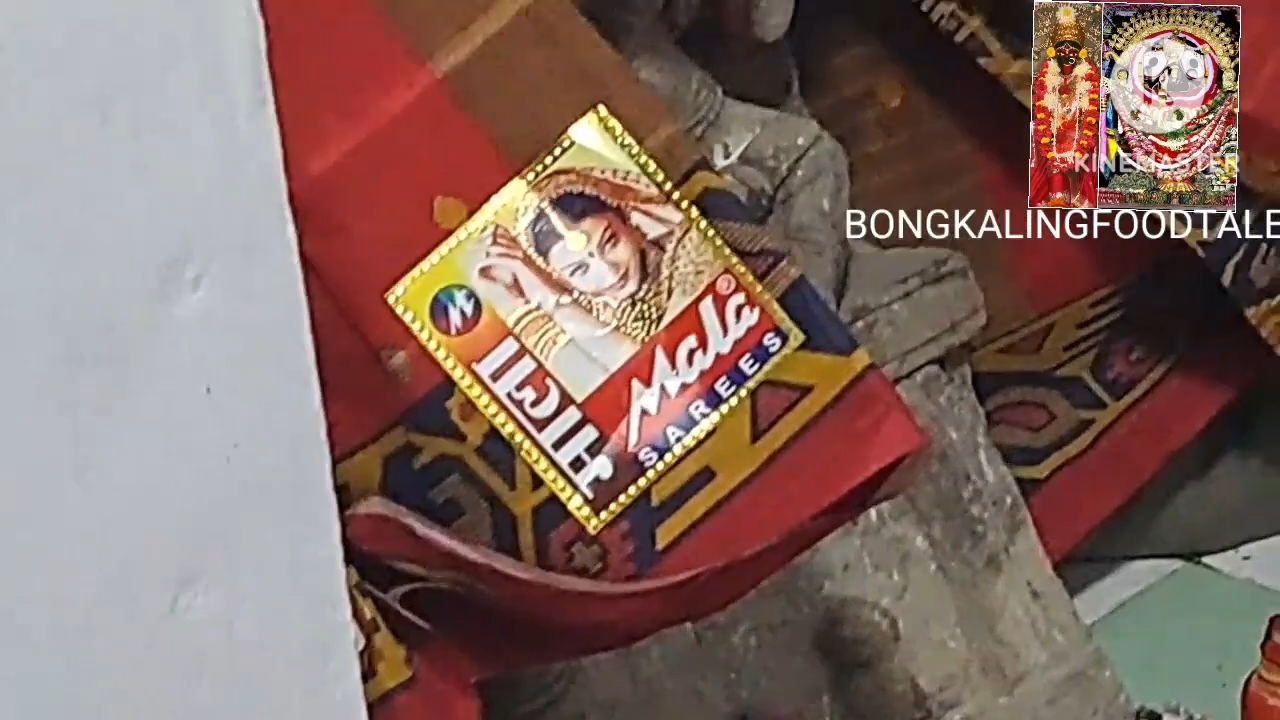 KINEMASTER
BONGKALINGFOODTALE
माला
Mala®
SAREES